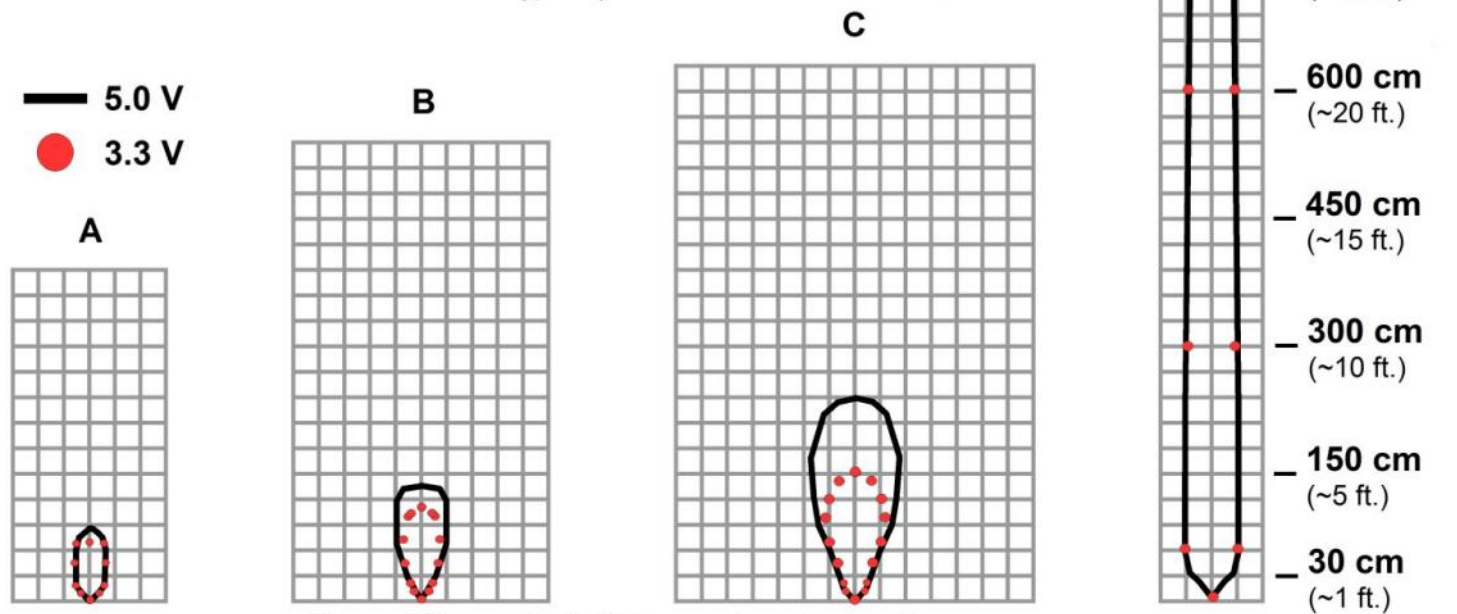 C
5.0 V
B
3.3 V
A
600 cm
(~20 ft.)
450 cm
(~15 ft.)
300 cm
(~10 ft.)
150 cm
(~5 ft.)
30 cm
(~1 ft.)